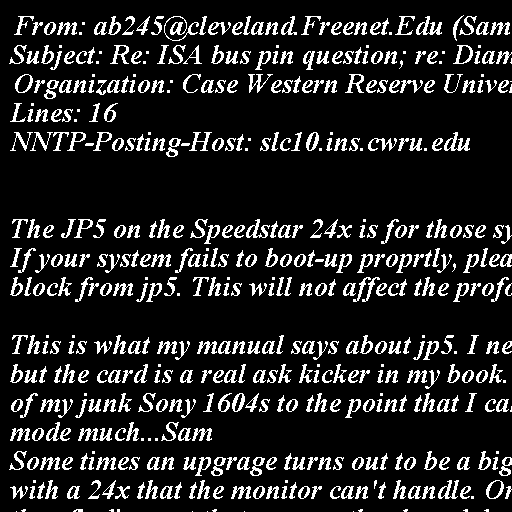 From: ab245@cleveland.Freenet.Edu (Sam
Subject: Re: ISA bus pin question; re: Diam
Organization: Case Western Reserve Univer
Lines: 16
NNTP-Posting-Host: slc10.ins.cwru.edu
The JP5 on the Speedstar 24x is for those sy
If your system fails to boot-up proprtly, plea
block from jp5. This will not affect the profo
This is what my manual says about jp5. I ne
but the card is a real ask kicker in my book.
of my junk Sony 1604s to the point that I ca
mode much...Sam
Some times an upgrage turns out to be a big
with a 24x that the monitor can't handle. Or